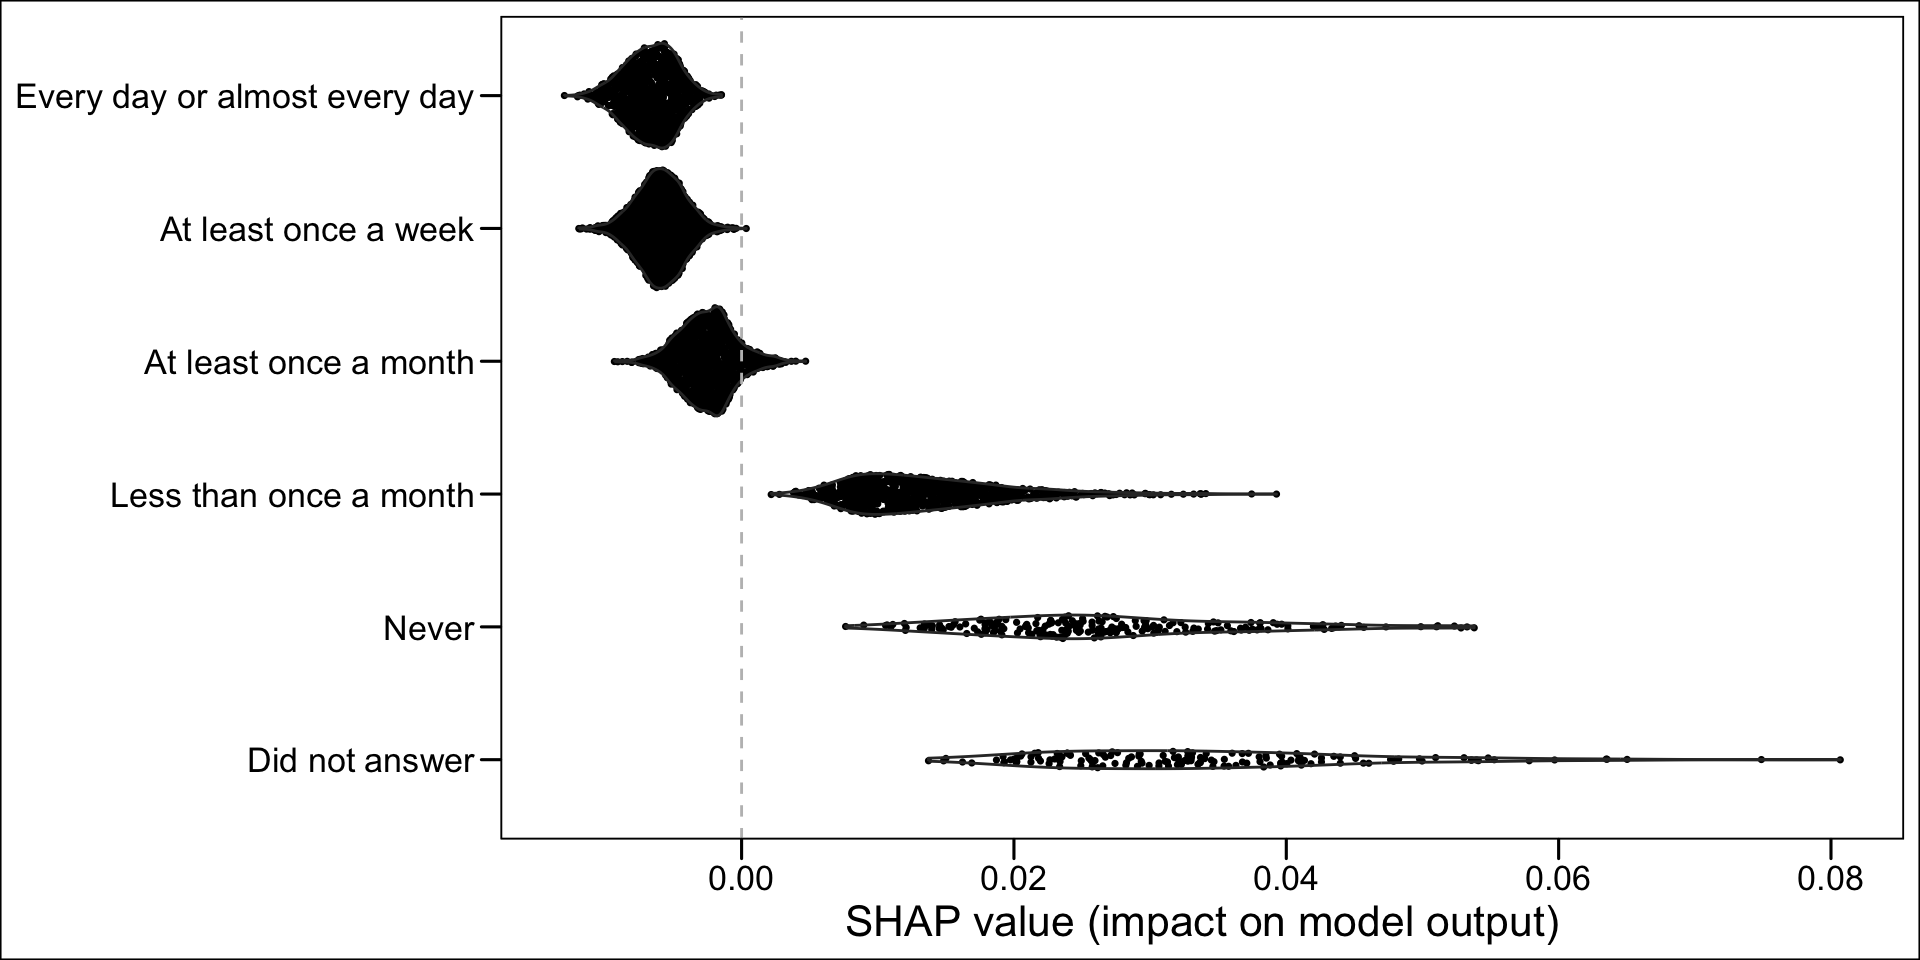 Every day or almost every day
At least once a week
At least once a month
Less than once a month
Never
Did not answer
0.00 0.02 0.04 0.06 0.08
SHAP value (impact on model output)